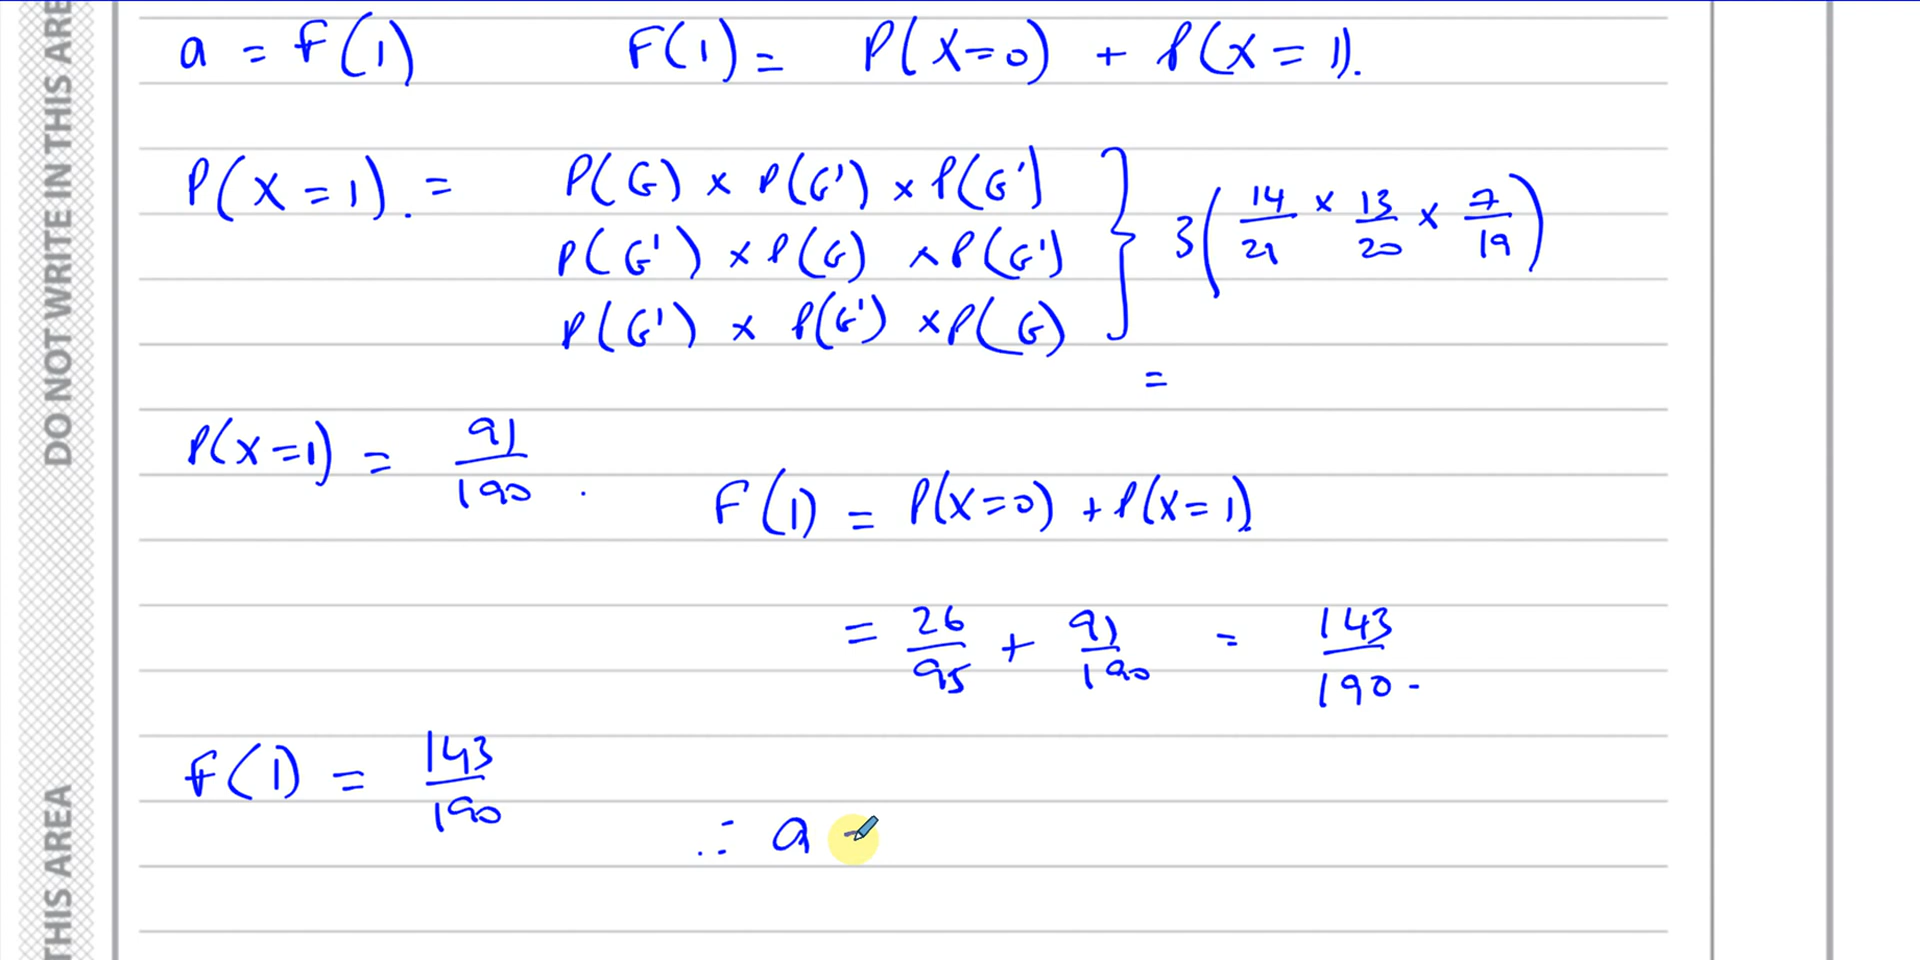 a = F(1) F(1) = P(X=0) + P(X=1).
P(X=1). = P(G) × P(G') × P(G') } 3(14/21 × 13/20 × 7/19)
P(G') × P(G) × P(G')
P(G') × P(G') × P(G)
=
P(X=1) = 91/190 .
F(1) = P(X=0) + P(X=1)
= 26/95 + 91/190 = 143/190 .
F(1) = 143/190
∴ a
DO NOT WRITE IN THIS ARE
THIS AREA